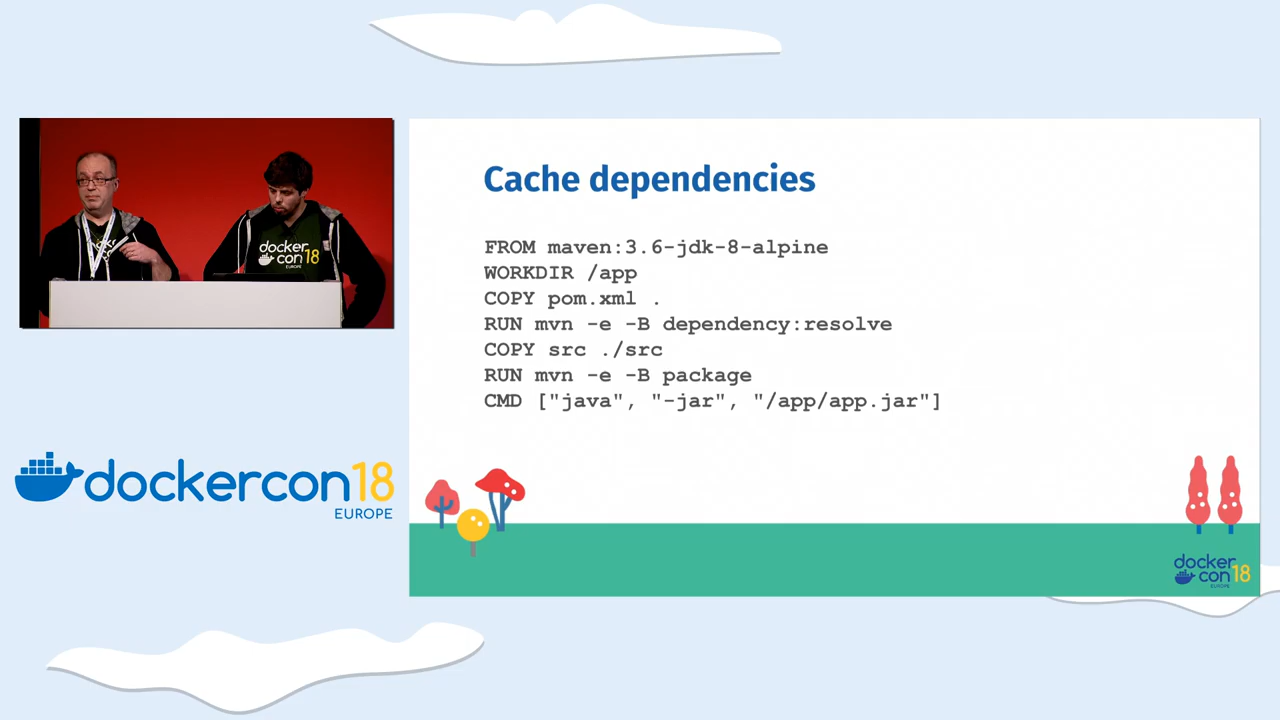 Cache dependencies
FROM maven:3.6-jdk-8-alpine
WORKDIR /app
COPY pom.xml .
RUN mvn -e -B dependency:resolve
COPY src ./src
RUN mvn -e -B package
CMD ["java", "-jar", "/app/app.jar"]
docker
con18
EUROPE
dockercon18
EUROPE
docker
con18
EUROPE